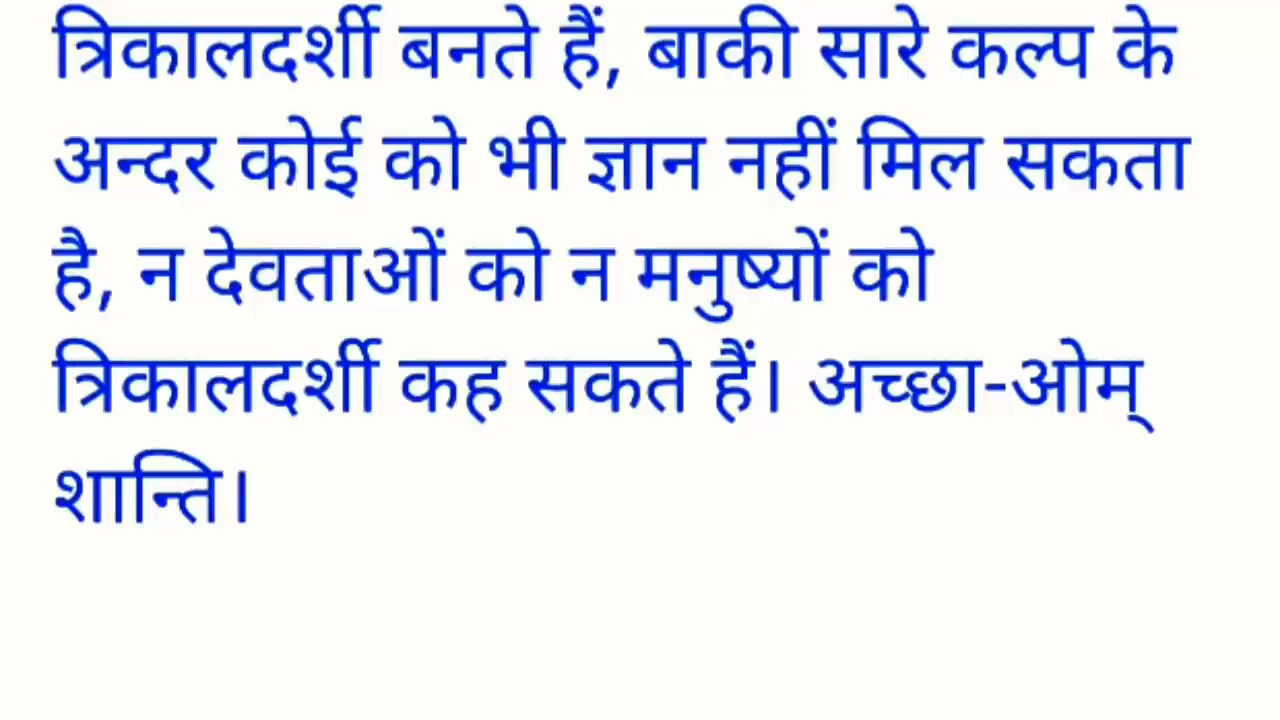 त्रिकालदर्शी बनते हैं, बाकी सारे कल्प के
अन्दर कोई को भी ज्ञान नहीं मिल सकता
है, न देवताओं को न मनुष्यों को
त्रिकालदर्शी कह सकते हैं। अच्छा-ओम्
शान्ति।